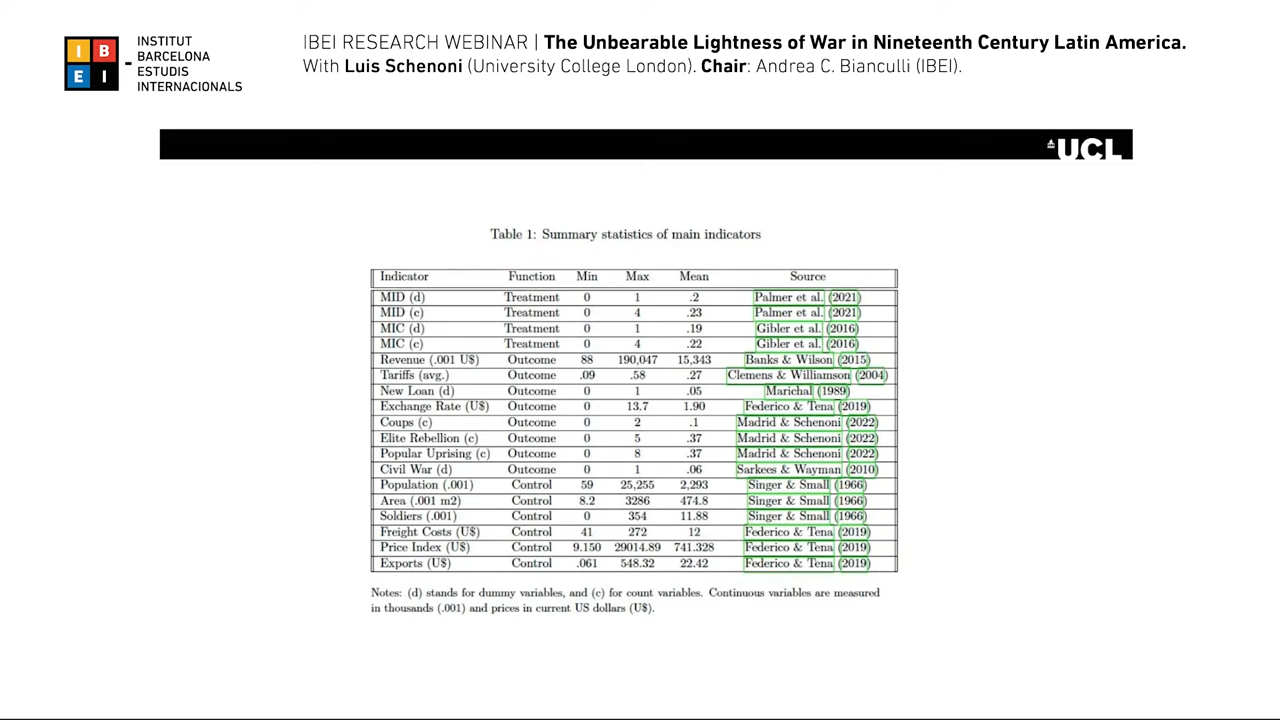 I B E I
INSTITUT
BARCELONA
ESTUDIS
INTERNACIONALS
IBEI RESEARCH WEBINAR | The Unbearable Lightness of War in Nineteenth Century Latin America.
With Luis Schenoni (University College London). Chair: Andrea C. Bianculli (IBEI).
UCL
Table 1: Summary statistics of main indicators
Indicator Function Min Max Mean Source
MID (d) Treatment 0 1 .2 Palmer et al. (2021)
MID (c) Treatment 0 4 .23 Palmer et al. (2021)
MIC (d) Treatment 0 1 .19 Gibler et al. (2016)
MIC (c) Treatment 0 4 .22 Gibler et al. (2016)
Revenue (.001 U$) Outcome 88 190,047 15,343 Banks & Wilson (2015)
Tariffs (avg.) Outcome .09 .58 .27 Clemens & Williamson (2004)
New Loan (d) Outcome 0 1 .05 Marichal (1989)
Exchange Rate (U$) Outcome 0 13.7 1.90 Federico & Tena (2019)
Coups (c) Outcome 0 2 .1 Madrid & Schenoni (2022)
Elite Rebellion (c) Outcome 0 5 .37 Madrid & Schenoni (2022)
Popular Uprising (c) Outcome 0 8 .37 Madrid & Schenoni (2022)
Civil War (d) Outcome 0 1 .06 Sarkees & Wayman (2010)
Population (.001) Control 59 25,255 2,293 Singer & Small (1966)
Area (.001 m2) Control 8.2 3286 474.8 Singer & Small (1966)
Soldiers (.001) Control 0 354 11.88 Singer & Small (1966)
Freight Costs (U$) Control 41 272 12 Federico & Tena (2019)
Price Index (U$) Control 9.150 29014.89 741.328 Federico & Tena (2019)
Exports (U$) Control .061 548.32 22.42 Federico & Tena (2019)
Notes: (d) stands for dummy variables, and (c) for count variables. Continuous variables are measured
in thousands (.001) and prices in current US dollars (U$).